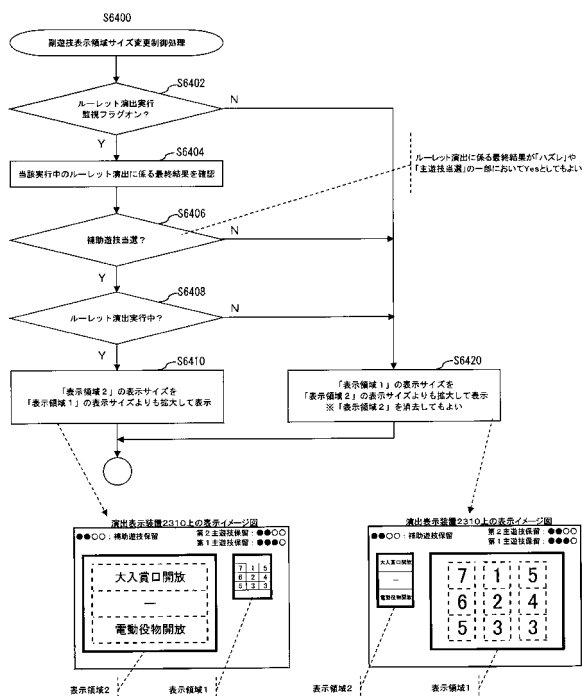 S6400
副遊技表示領域サイズ変更制御処理
S6402
ルーレット演出実行
監視フラグオン？
N
Y
S6404
当該実行中のルーレット演出に係る最終結果を確認
ルーレット演出に係る最終結果が「ハズレ」や
「主遊技当選」の一部においてYesとしてもよい
S6406
補助遊技当選？
N
Y
S6408
ルーレット演出実行中？
N
Y
S6410
「表示領域2」の表示サイズを
「表示領域1」の表示サイズよりも拡大して表示
S6420
「表示領域1」の表示サイズを
「表示領域2」の表示サイズよりも拡大して表示
※「表示領域2」を消去してもよい
演出表示装置2310上の表示イメージ図
●●○○：補助遊技保留
第2主遊技保留：●●○○
第1主遊技保留：●●●○
大入賞口開放
―
電動役物開放
7 1 5
6 2 4
5 3 3
表示領域2
表示領域1
演出表示装置2310上の表示イメージ図
●●○○：補助遊技保留
第2主遊技保留：●●○○
第1主遊技保留：●●●○
大入賞口開放
―
電動役物開放
7 1 5
6 2 4
5 3 3
表示領域2
表示領域1